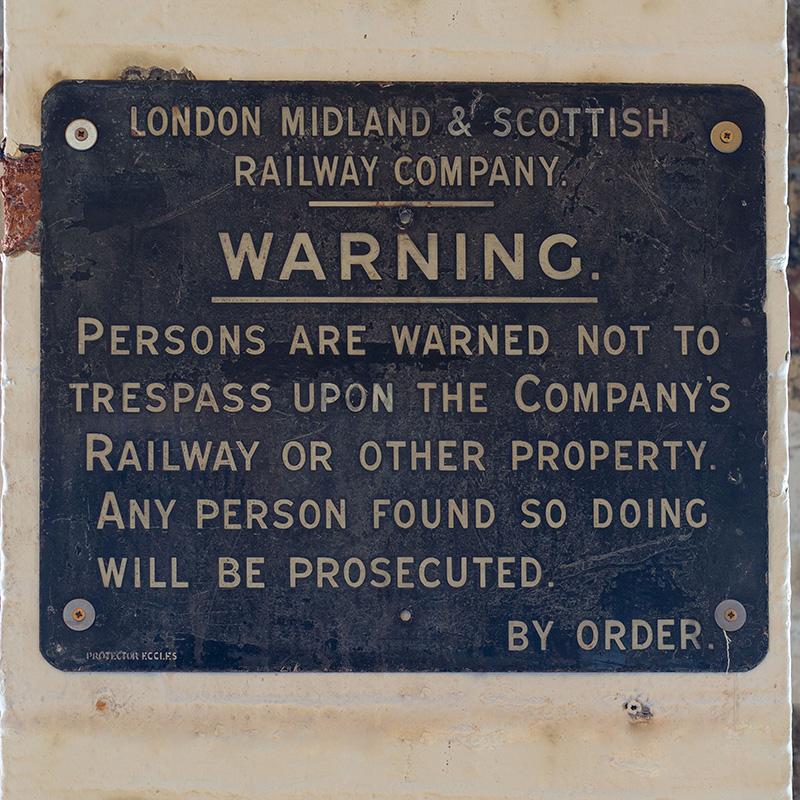 LONDON MIDLAND & SCOTTISH
RAILWAY COMPANY.
WARNING.
PERSONS ARE WARNED NOT TO
TRESPASS UPON THE COMPANY'S
RAILWAY OR OTHER PROPERTY.
ANY PERSON FOUND SO DOING
WILL BE PROSECUTED.
BY ORDER.
PROTECTOR ECCLES